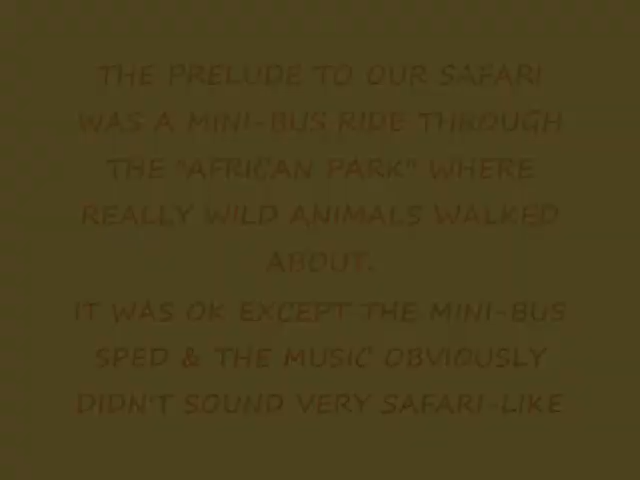 THE PRELUDE TO OUR SAFARI
WAS A MINI-BUS RIDE THROUGH
THE "AFRICAN PARK" WHERE
REALLY WILD ANIMALS WALKED
ABOUT.
IT WAS OK EXCEPT THE MINI-BUS
SPED & THE MUSIC OBVIOUSLY
DIDN'T SOUND VERY SAFARI-LIKE